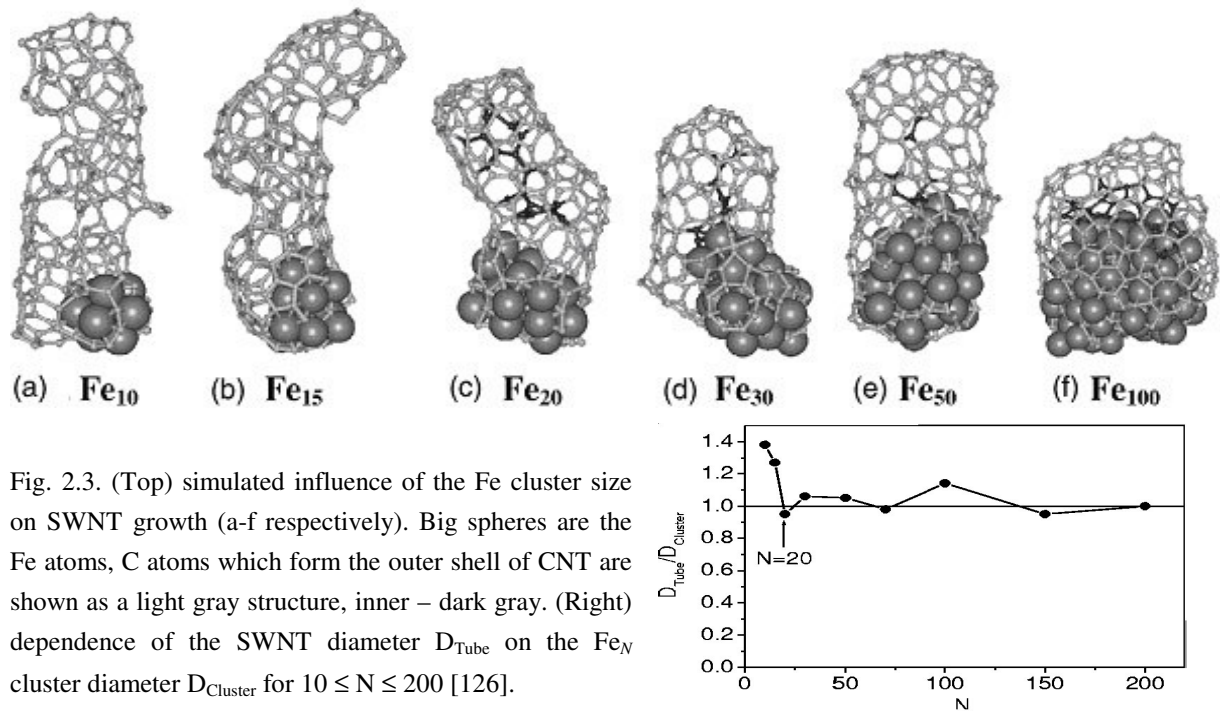 (a) Fe10 (b) Fe15 (c) Fe20 (d) Fe30 (e) Fe50 (f) Fe100
Fig. 2.3. (Top) simulated influence of the Fe cluster size
on SWNT growth (a-f respectively). Big spheres are the
Fe atoms, C atoms which form the outer shell of CNT are
shown as a light gray structure, inner – dark gray. (Right)
dependence of the SWNT diameter DTube on the FeN
cluster diameter DCluster for 10 ≤ N ≤ 200 [126].
DTube/DCluster
1.4
1.2
1.0
0.8
0.6
0.4
0.2
0.0
N=20
0 50 100 150 200
N